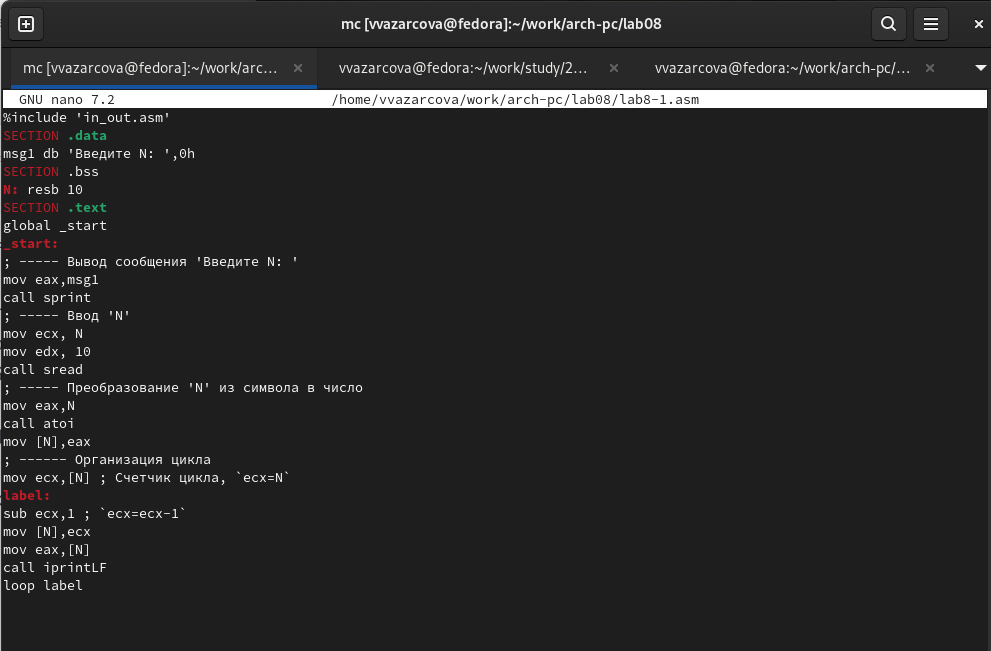 mc [vvazarcova@fedora]:~/work/arch-pc/lab08
mc [vvazarcova@fedora]:~/work/arc... vvazarcova@fedora:~/work/study/2... vvazarcova@fedora:~/work/arch-pc/...
GNU nano 7.2 /home/vvazarcova/work/arch-pc/lab08/lab8-1.asm
%include 'in_out.asm'
SECTION .data
msg1 db 'Введите N: ',0h
SECTION .bss
N: resb 10
SECTION .text
global _start
_start:
; ----- Вывод сообщения 'Введите N: '
mov eax,msg1
call sprint
; ----- Ввод 'N'
mov ecx, N
mov edx, 10
call sread
; ----- Преобразование 'N' из символа в число
mov eax,N
call atoi
mov [N],eax
; ------ Организация цикла
mov ecx,[N] ; Счетчик цикла, `ecx=N`
label:
sub ecx,1 ; `ecx=ecx-1`
mov [N],ecx
mov eax,[N]
call iprintLF
loop label